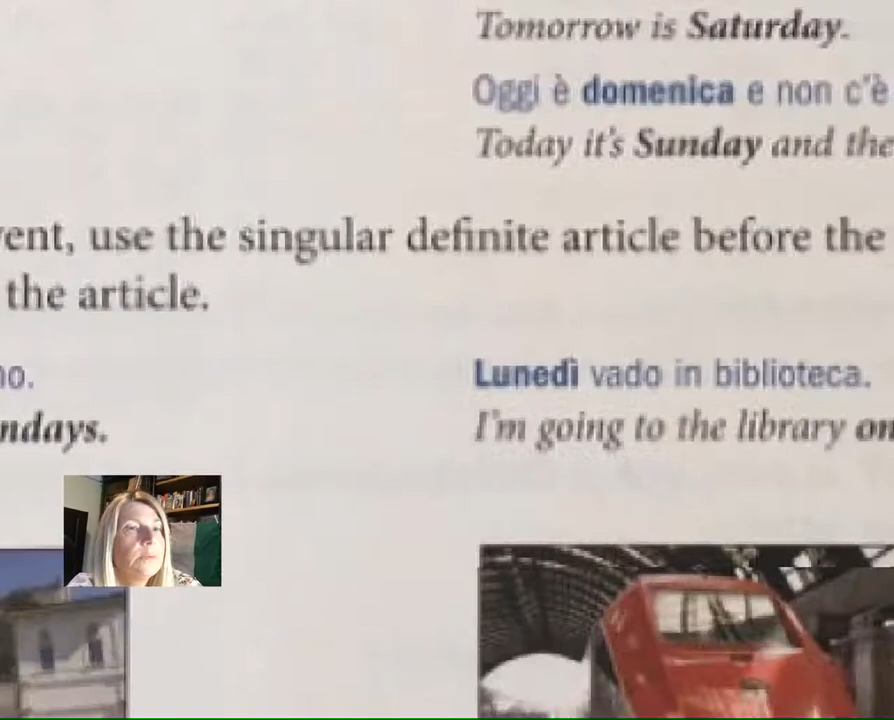 Tomorrow is Saturday.
Oggi è domenica e non c'è
Today it's Sunday and the
ent, use the singular definite article before the
the article.
no.
Lunedì vado in biblioteca.
ndays.
I'm going to the library on